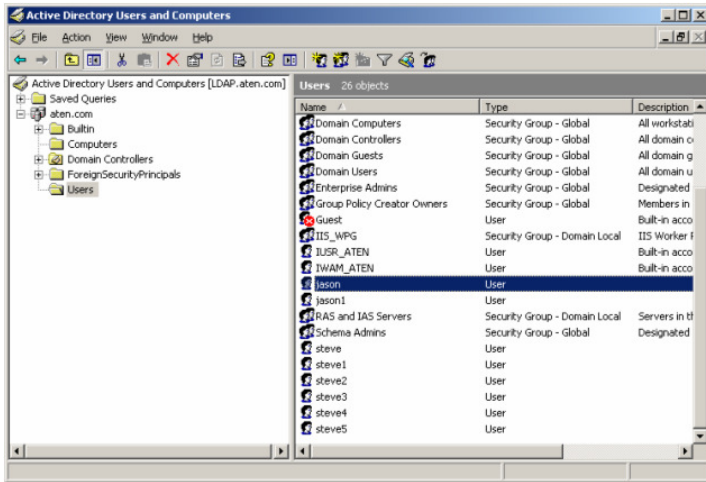 Active Directory Users and Computers
File Action View Window Help
Active Directory Users and Computers [LDAP.aten.com]
Saved Queries
aten.com
Builtin
Computers
Domain Controllers
ForeignSecurityPrincipals
Users
Users 26 objects
Name Type Description
Domain Computers Security Group - Global All workstati
Domain Controllers Security Group - Global All domain c
Domain Guests Security Group - Global All domain g
Domain Users Security Group - Global All domain u
Enterprise Admins Security Group - Global Designated
Group Policy Creator Owners Security Group - Global Members in
Guest User Built-in acco
IIS_WPG Security Group - Domain Local IIS Worker P
IUSR_ATEN User Built-in acco
IWAM_ATEN User Built-in acco
jason User
jason1 User
RAS and IAS Servers Security Group - Domain Local Servers in th
Schema Admins Security Group - Global Designated
steve User
steve1 User
steve2 User
steve3 User
steve4 User
steve5 User